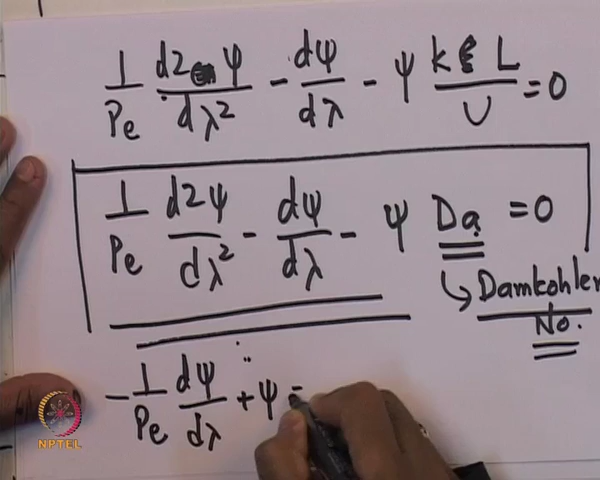 1/Pe d2ψ/dλ² - dψ/dλ - ψ k L/U = 0
1/Pe d2ψ/dλ² - dψ/dλ - ψ Da = 0
↳ Damkohler
No.
-1/Pe dψ/dλ + ψ =
NPTEL